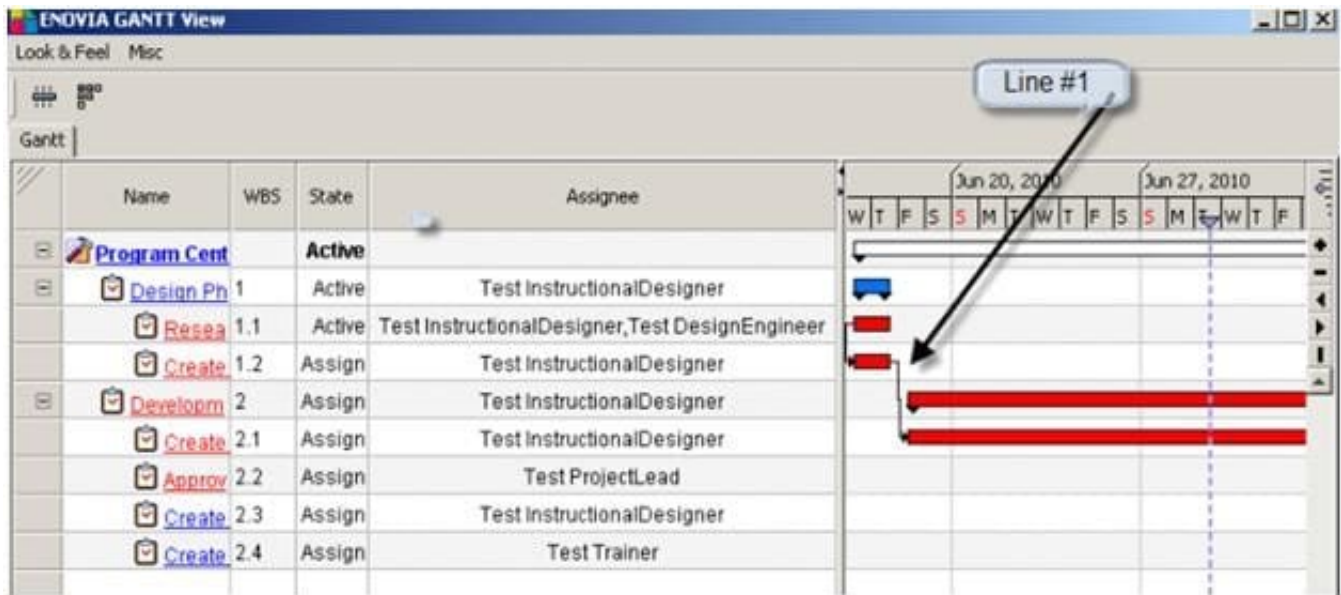 ENOVIA GANTT View
Look & Feel Misc
Line #1
Gantt
Name WBS State Assignee Jun 20, 2010 Jun 27, 2010
W T F S S M T W T F S S M T W T F
Program Cent Active
Design Ph 1 Active Test InstructionalDesigner
Resea 1.1 Active Test InstructionalDesigner,Test DesignEngineer
Create 1.2 Assign Test InstructionalDesigner
Developm 2 Assign Test InstructionalDesigner
Create 2.1 Assign Test InstructionalDesigner
Approv 2.2 Assign Test ProjectLead
Create 2.3 Assign Test InstructionalDesigner
Create 2.4 Assign Test Trainer